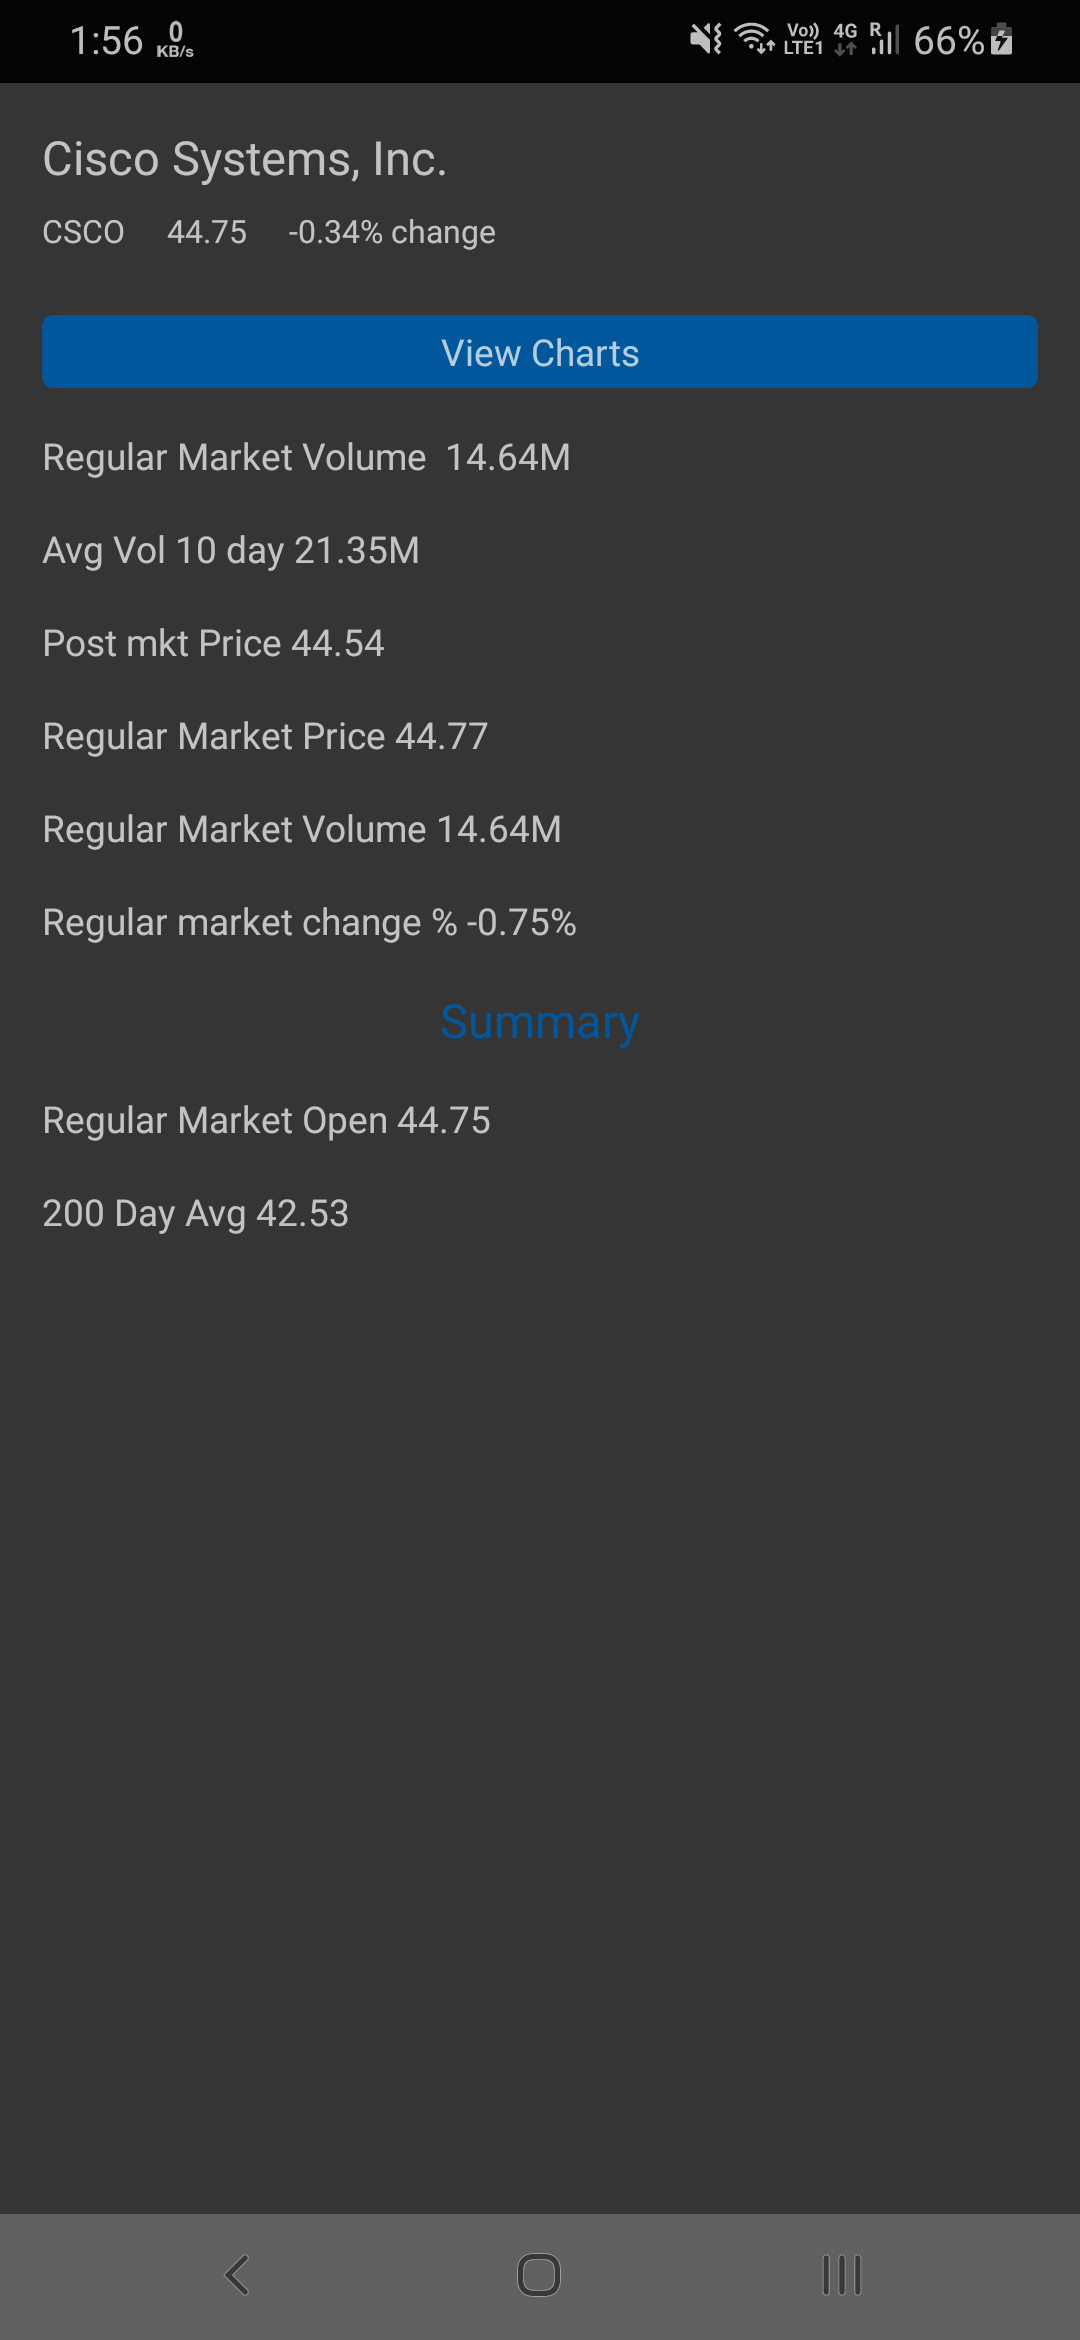 1:56 0 KB/s Vo)) LTE1 4G R 66%
Cisco Systems, Inc.
CSCO 44.75 -0.34% change
View Charts
Regular Market Volume 14.64M
Avg Vol 10 day 21.35M
Post mkt Price 44.54
Regular Market Price 44.77
Regular Market Volume 14.64M
Regular market change % -0.75%
Summary
Regular Market Open 44.75
200 Day Avg 42.53